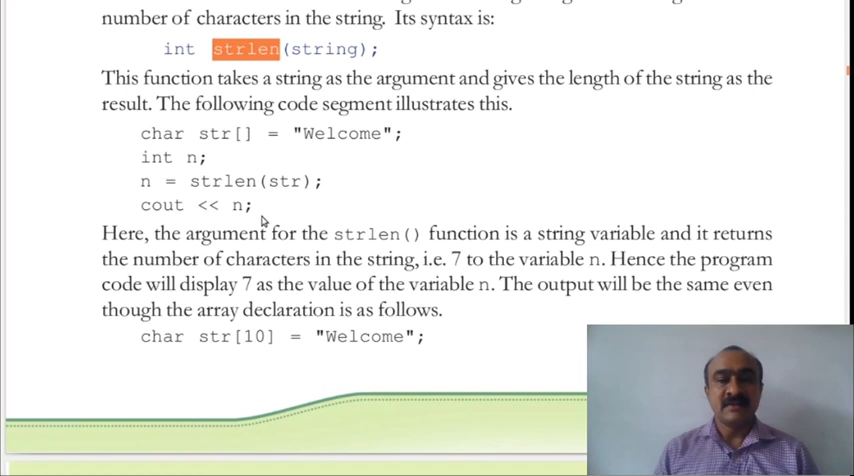 number of characters in the string. Its syntax is:
int strlen(string);
This function takes a string as the argument and gives the length of the string as the
result. The following code segment illustrates this.
char str[] = "Welcome";
int n;
n = strlen(str);
cout << n;
Here, the argument for the strlen() function is a string variable and it returns
the number of characters in the string, i.e. 7 to the variable n. Hence the program
code will display 7 as the value of the variable n. The output will be the same even
though the array declaration is as follows.
char str[10] = "Welcome";